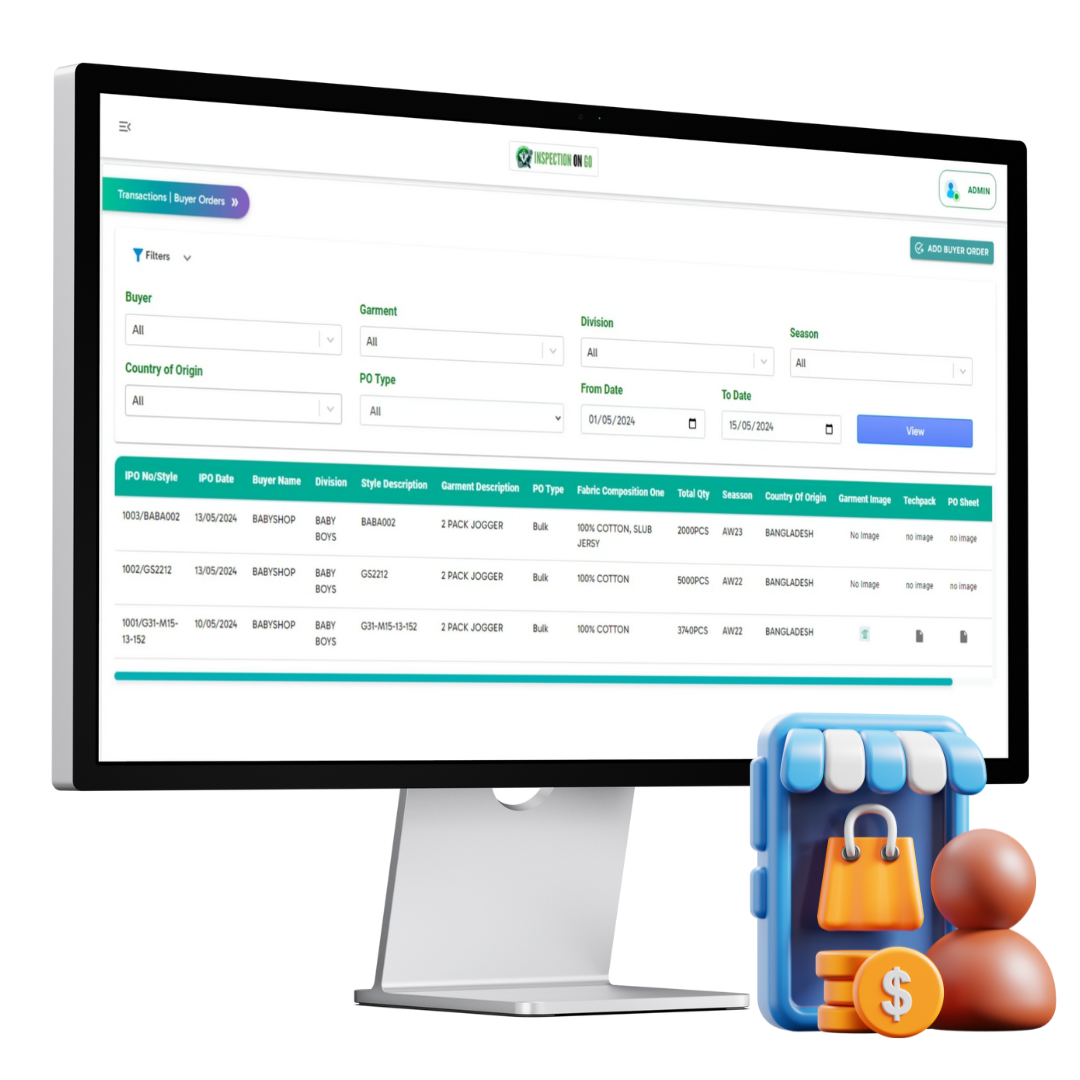 INSPECTION ON GO
ADMIN
Transactions | Buyer Orders »
ADD BUYER ORDER
Filters
Buyer
Garment
Division
Season
All
All
All
All
Country of Origin
PO Type
From Date
To Date
All
All
01/05/2024
15/05/2024
View
IPO No/Style IPO Date Buyer Name Division Style Description Garment Description PO Type Fabric Composition One Total Qty Seasson Country Of Origin Garment Image Techpack PO Sheet
1003/BABA002 13/05/2024 BABYSHOP BABY BABA002 2 PACK JOGGER Bulk 100% COTTON, SLUB 2000PCS AW23 BANGLADESH No Image no image no image
BOYS JERSY
1002/GS2212 13/05/2024 BABYSHOP BABY GS2212 2 PACK JOGGER Bulk 100% COTTON 5000PCS AW22 BANGLADESH No Image no image no image
BOYS
1001/G31-M15- 10/05/2024 BABYSHOP BABY G31-M15-13-152 2 PACK JOGGER Bulk 100% COTTON 3740PCS AW22 BANGLADESH
13-152 BOYS
$